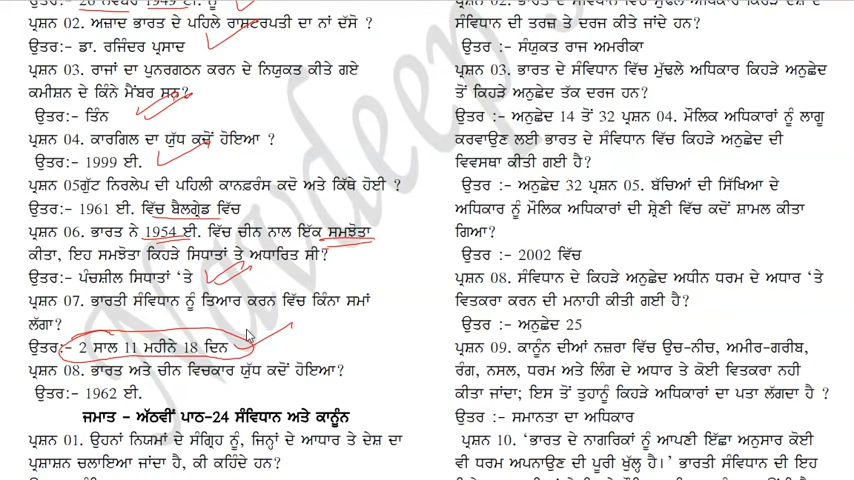 ਪ੍ਰਸ਼ਨ 02. ਅਜ਼ਾਦ ਭਾਰਤ ਦੇ ਪਹਿਲੇ ਰਾਸ਼ਟਰਪਤੀ ਦਾ ਨਾਂ ਦੱਸੋ ?
ਉਤਰ:- ਡਾ. ਰਜਿੰਦਰ ਪ੍ਰਸਾਦ
ਪ੍ਰਸ਼ਨ 03. ਰਾਜਾਂ ਦਾ ਪੁਨਰਗਠਨ ਕਰਨ ਦੇ ਨਿਯੁਕਤ ਕੀਤੇ ਗਏ
ਕਮੀਸ਼ਨ ਦੇ ਕਿੰਨੇ ਮੈਂਬਰ ਸਨ?
ਉਤਰ:- ਤਿੰਨ
ਪ੍ਰਸ਼ਨ 04. ਕਾਰਗਿਲ ਦਾ ਯੁੱਧ ਕਦੋਂ ਹੋਇਆ ?
ਉਤਰ:- 1999 ਈ.
ਪ੍ਰਸ਼ਨ 05ਗੁੱਟ ਨਿਰਲੇਪ ਦੀ ਪਹਿਲੀ ਕਾਨਫ਼ਰੰਸ ਕਦੋ ਅਤੇ ਕਿੱਥੇ ਹੋਈ ?
ਉਤਰ:- 1961 ਈ. ਵਿੱਚ ਬੈਲਗ੍ਰੇਡ ਵਿੱਚ
ਪ੍ਰਸ਼ਨ 06. ਭਾਰਤ ਨੇ 1954 ਈ. ਵਿੱਚ ਚੀਨ ਨਾਲ ਇੱਕ ਸਮਝੋਤਾ
ਕੀਤਾ, ਇਹ ਸਮਝੋਤਾ ਕਿਹੜੇ ਸਿਧਾਤਾਂ ਤੇ ਅਧਾਰਿਤ ਸੀ?
ਉਤਰ:- ਪੰਚਸ਼ੀਲ ਸਿਧਾਤਾਂ 'ਤੇ
ਪ੍ਰਸ਼ਨ 07. ਭਾਰਤੀ ਸੰਵਿਧਾਨ ਨੂੰ ਤਿਆਰ ਕਰਨ ਵਿੱਚ ਕਿੰਨਾ ਸਮਾਂ
ਲੱਗਾ?
ਉਤਰ:- 2 ਸਾਲ 11 ਮਹੀਨੇ 18 ਦਿਨ
ਪ੍ਰਸ਼ਨ 08. ਭਾਰਤ ਅਤੇ ਚੀਨ ਵਿਚਕਾਰ ਯੁੱਧ ਕਦੋਂ ਹੋਇਆ?
ਉਤਰ:- 1962 ਈ.
ਜਮਾਤ - ਅੱਠਵੀਂ ਪਾਠ-24 ਸੰਵਿਧਾਨ ਅਤੇ ਕਾਨੂੰਨ
ਪ੍ਰਸ਼ਨ 01. ਉਹਨਾਂ ਨਿਯਮਾਂ ਦੇ ਸੰਗ੍ਰਿਹ ਨੂੰ, ਜਿਨ੍ਹਾਂ ਦੇ ਆਧਾਰ ਤੇ ਦੇਸ਼ ਦਾ
ਪ੍ਰਸ਼ਾਸ਼ਨ ਚਲਾਇਆ ਜਾਂਦਾ ਹੈ, ਕੀ ਕਹਿੰਦੇ ਹਨ?
ਸੰਵਿਧਾਨ ਦੀ ਤਰਜ਼ ਤੇ ਦਰਜ ਕੀਤੇ ਜਾਂਦੇ ਹਨ?
ਉਤਰ :- ਸੰਯੁਕਤ ਰਾਜ ਅਮਰੀਕਾ
ਪ੍ਰਸ਼ਨ 03. ਭਾਰਤ ਦੇ ਸੰਵਿਧਾਨ ਵਿੱਚ ਮੁੱਢਲੇ ਅਧਿਕਾਰ ਕਿਹੜੇ ਅਨੁਛੇਦ
ਤੋਂ ਕਿਹੜੇ ਅਨੁਛੇਦ ਤੱਕ ਦਰਜ ਹਨ?
ਉਤਰ :- ਅਨੁਛੇਦ 14 ਤੋਂ 32 ਪ੍ਰਸ਼ਨ 04. ਮੌਲਿਕ ਅਧਿਕਾਰਾਂ ਨੂੰ ਲਾਗੂ
ਕਰਵਾਉਣ ਲਈ ਭਾਰਤ ਦੇ ਸੰਵਿਧਾਨ ਵਿੱਚ ਕਿਹੜੇ ਅਨੁਛੇਦ ਦੀ
ਵਿਵਸਥਾ ਕੀਤੀ ਗਈ ਹੈ?
ਉਤਰ :- ਅਨੁਛੇਦ 32 ਪ੍ਰਸ਼ਨ 05. ਬੱਚਿਆਂ ਦੀ ਸਿੱਖਿਆ ਦੇ
ਅਧਿਕਾਰ ਨੂੰ ਮੌਲਿਕ ਅਧਿਕਾਰਾਂ ਦੀ ਸ਼੍ਰੇਣੀ ਵਿੱਚ ਕਦੋਂ ਸ਼ਾਮਲ ਕੀਤਾ
ਗਿਆ?
ਉਤਰ :- 2002 ਵਿੱਚ
ਪ੍ਰਸ਼ਨ 08. ਸੰਵਿਧਾਨ ਦੇ ਕਿਹੜੇ ਅਨੁਛੇਦ ਅਧੀਨ ਧਰਮ ਦੇ ਅਧਾਰ 'ਤੇ
ਵਿਤਕਰਾ ਕਰਨ ਦੀ ਮਨਾਹੀ ਕੀਤੀ ਗਈ ਹੈ?
ਉਤਰ :- ਅਨੁਛੇਦ 25
ਪ੍ਰਸ਼ਨ 09. ਕਾਨੂੰਨ ਦੀਆਂ ਨਜ਼ਰਾ ਵਿੱਚ ਉਚ-ਨੀਚ, ਅਮੀਰ-ਗਰੀਬ,
ਰੰਗ, ਨਸਲ, ਧਰਮ ਅਤੇ ਲਿੰਗ ਦੇ ਅਧਾਰ ਤੇ ਕੋਈ ਵਿਤਕਰਾ ਨਹੀ
ਕੀਤਾ ਜਾਂਦਾ; ਇਸ ਤੋਂ ਤੁਹਾਨੂੰ ਕਿਹੜੇ ਅਧਿਕਾਰਾਂ ਦਾ ਪਤਾ ਲੱਗਦਾ ਹੈ ?
ਉਤਰ :- ਸਮਾਨਤਾ ਦਾ ਅਧਿਕਾਰ
ਪ੍ਰਸ਼ਨ 10. 'ਭਾਰਤ ਦੇ ਨਾਗਰਿਕਾਂ ਨੂੰ ਆਪਣੀ ਇੱਛਾ ਅਨੁਸਾਰ ਕੋਈ
ਵੀ ਧਰਮ ਅਪਨਾਉਣ ਦੀ ਪੂਰੀ ਖੁੱਲ੍ਹ ਹੈ।' ਭਾਰਤੀ ਸੰਵਿਧਾਨ ਦੀ ਇਹ
Navdeep